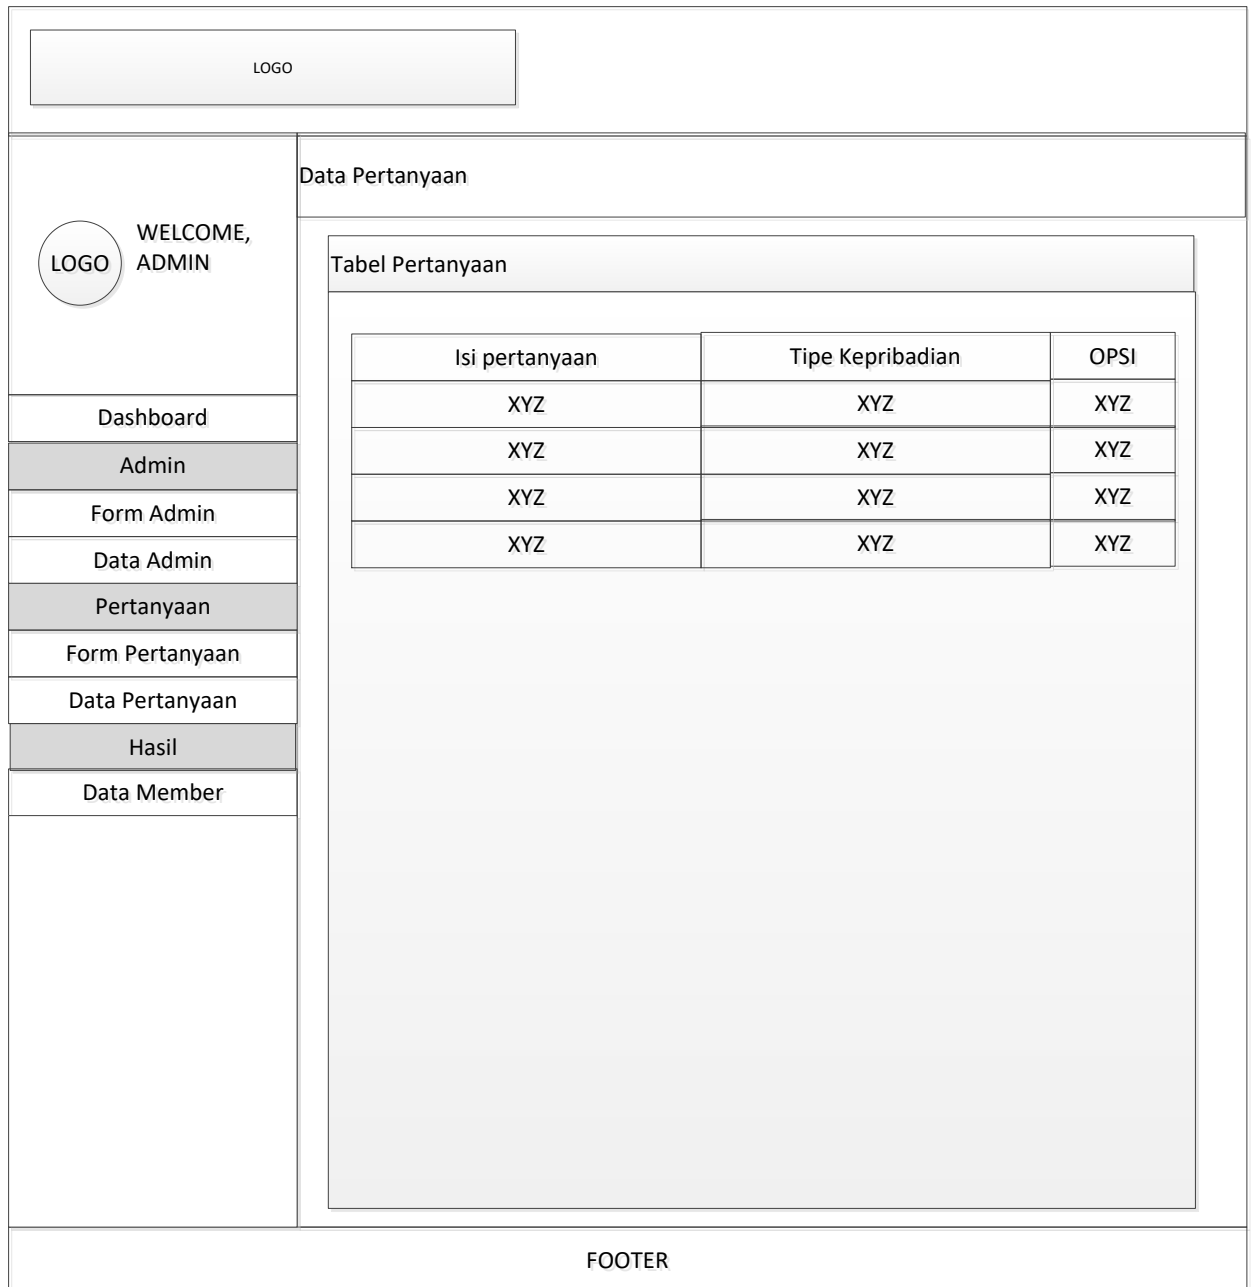 LOGO
Data Pertanyaan
WELCOME,
ADMIN
LOGO
Tabel Pertanyaan
Isi pertanyaan Tipe Kepribadian OPSI
XYZ XYZ XYZ
XYZ XYZ XYZ
XYZ XYZ XYZ
XYZ XYZ XYZ
Dashboard
Admin
Form Admin
Data Admin
Pertanyaan
Form Pertanyaan
Data Pertanyaan
Hasil
Data Member
FOOTER